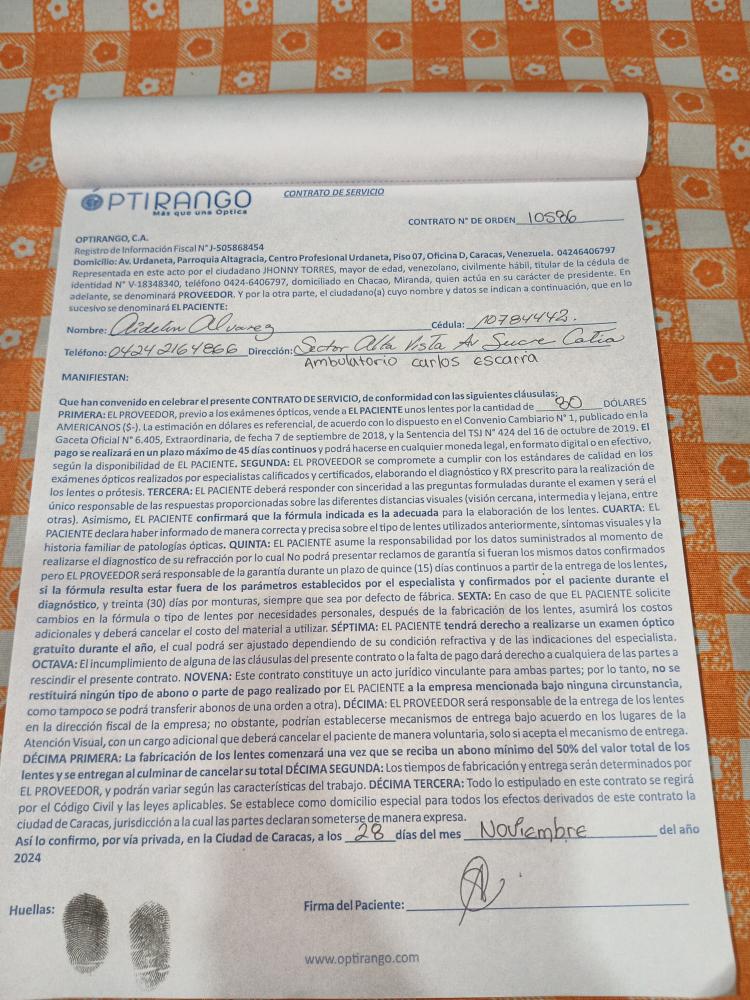 ÓPTIRANGO
Más que una Óptica
CONTRATO DE SERVICIO
CONTRATO N° DE ORDEN 10586
OPTIRANGO, C.A.
Registro de Información Fiscal N° J-505868454
Domicilio: Av. Urdaneta, Parroquia Altagracia, Centro Profesional Urdaneta, Piso 07, Oficina D, Caracas, Venezuela. 04246406797
Representada en este acto por el ciudadano JHONNY TORRES, mayor de edad, venezolano, civilmente hábil, titular de la cédula de
identidad N° V-18348340, teléfono 0424-6406797, domiciliado en Chacao, Miranda, quien actúa en su carácter de presidente. En
adelante, se denominará PROVEEDOR. Y por la otra parte, el ciudadano(a) cuyo nombre y datos se indican a continuación, que en lo
sucesivo se denominará EL PACIENTE:
Nombre: Aidelin Alvarez Cédula: 10784442.
Teléfono: 04242164866 Dirección: Sector Alta Vista Av Sucre Catia
Ambulatorio carlos escarra
MANIFIESTAN:
Que han convenido en celebrar el presente CONTRATO DE SERVICIO, de conformidad con las siguientes cláusulas:
PRIMERA: EL PROVEEDOR, previo a los exámenes ópticos, vende a EL PACIENTE unos lentes por la cantidad de 80 DÓLARES
AMERICANOS ($-). La estimación en dólares es referencial, de acuerdo con lo dispuesto en el Convenio Cambiario N° 1, publicado en la
Gaceta Oficial N° 6.405, Extraordinaria, de fecha 7 de septiembre de 2018, y la Sentencia del TSJ N° 424 del 16 de octubre de 2019. El
pago se realizará en un plazo máximo de 45 días continuos y podrá hacerse en cualquier moneda legal, en formato digital o en efectivo,
según la disponibilidad de EL PACIENTE. SEGUNDA: EL PROVEEDOR se compromete a cumplir con los estándares de calidad en los
exámenes ópticos realizados por especialistas calificados y certificados, elaborando el diagnóstico y RX prescrito para la realización de
los lentes o prótesis. TERCERA: EL PACIENTE deberá responder con sinceridad a las preguntas formuladas durante el examen y será el
único responsable de las respuestas proporcionadas sobre las diferentes distancias visuales (visión cercana, intermedia y lejana, entre
otras). Asimismo, EL PACIENTE confirmará que la fórmula indicada es la adecuada para la elaboración de los lentes. CUARTA: EL
PACIENTE declara haber informado de manera correcta y precisa sobre el tipo de lentes utilizados anteriormente, síntomas visuales y la
historia familiar de patologías ópticas. QUINTA: EL PACIENTE asume la responsabilidad por los datos suministrados al momento de
realizarse el diagnostico de su refracción por lo cual No podrá presentar reclamos de garantía si fueran los mismos datos confirmados
pero EL PROVEEDOR será responsable de la garantía durante un plazo de quince (15) días continuos a partir de la entrega de los lentes,
si la fórmula resulta estar fuera de los parámetros establecidos por el especialista y confirmados por el paciente durante el
diagnóstico, y treinta (30) días por monturas, siempre que sea por defecto de fábrica. SEXTA: En caso de que EL PACIENTE solicite
cambios en la fórmula o tipo de lentes por necesidades personales, después de la fabricación de los lentes, asumirá los costos
adicionales y deberá cancelar el costo del material a utilizar. SÉPTIMA: EL PACIENTE tendrá derecho a realizarse un examen óptico
gratuito durante el año, el cual podrá ser ajustado dependiendo de su condición refractiva y de las indicaciones del especialista.
OCTAVA: El incumplimiento de alguna de las cláusulas del presente contrato o la falta de pago dará derecho a cualquiera de las partes a
rescindir el presente contrato. NOVENA: Este contrato constituye un acto jurídico vinculante para ambas partes; por lo tanto, no se
restituirá ningún tipo de abono o parte de pago realizado por EL PACIENTE a la empresa mencionada bajo ninguna circunstancia,
como tampoco se podrá transferir abonos de una orden a otra). DÉCIMA: EL PROVEEDOR será responsable de la entrega de los lentes
en la dirección fiscal de la empresa; no obstante, podrían establecerse mecanismos de entrega bajo acuerdo en los lugares de la
Atención Visual, con un cargo adicional que deberá cancelar el paciente de manera voluntaria, solo si acepta el mecanismo de entrega.
DÉCIMA PRIMERA: La fabricación de los lentes comenzará una vez que se reciba un abono mínimo del 50% del valor total de los
lentes y se entregan al culminar de cancelar su total DÉCIMA SEGUNDA: Los tiempos de fabricación y entrega serán determinados por
EL PROVEEDOR, y podrán variar según las características del trabajo. DÉCIMA TERCERA: Todo lo estipulado en este contrato se regirá
por el Código Civil y las leyes aplicables. Se establece como domicilio especial para todos los efectos derivados de este contrato la
ciudad de Caracas, jurisdicción a la cual las partes declaran someterse de manera expresa.
Así lo confirmo, por vía privada, en la Ciudad de Caracas, a los 28 días del mes Noviembre del año
2024
Huellas:
Firma del Paciente:
www.optirango.com